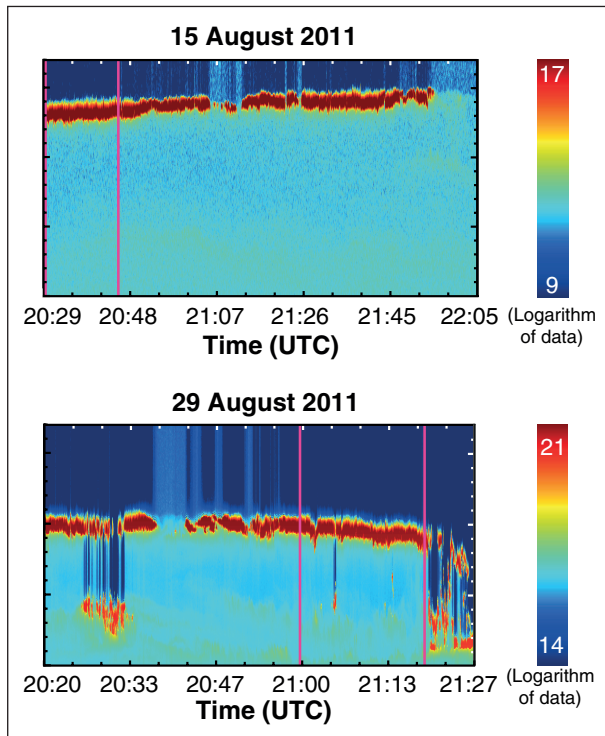 15 August 2011
17
9
(Logarithm
of data)
20:29 20:48 21:07 21:26 21:45 22:05
Time (UTC)
29 August 2011
21
14
(Logarithm
of data)
20:20 20:33 20:47 21:00 21:13 21:27
Time (UTC)